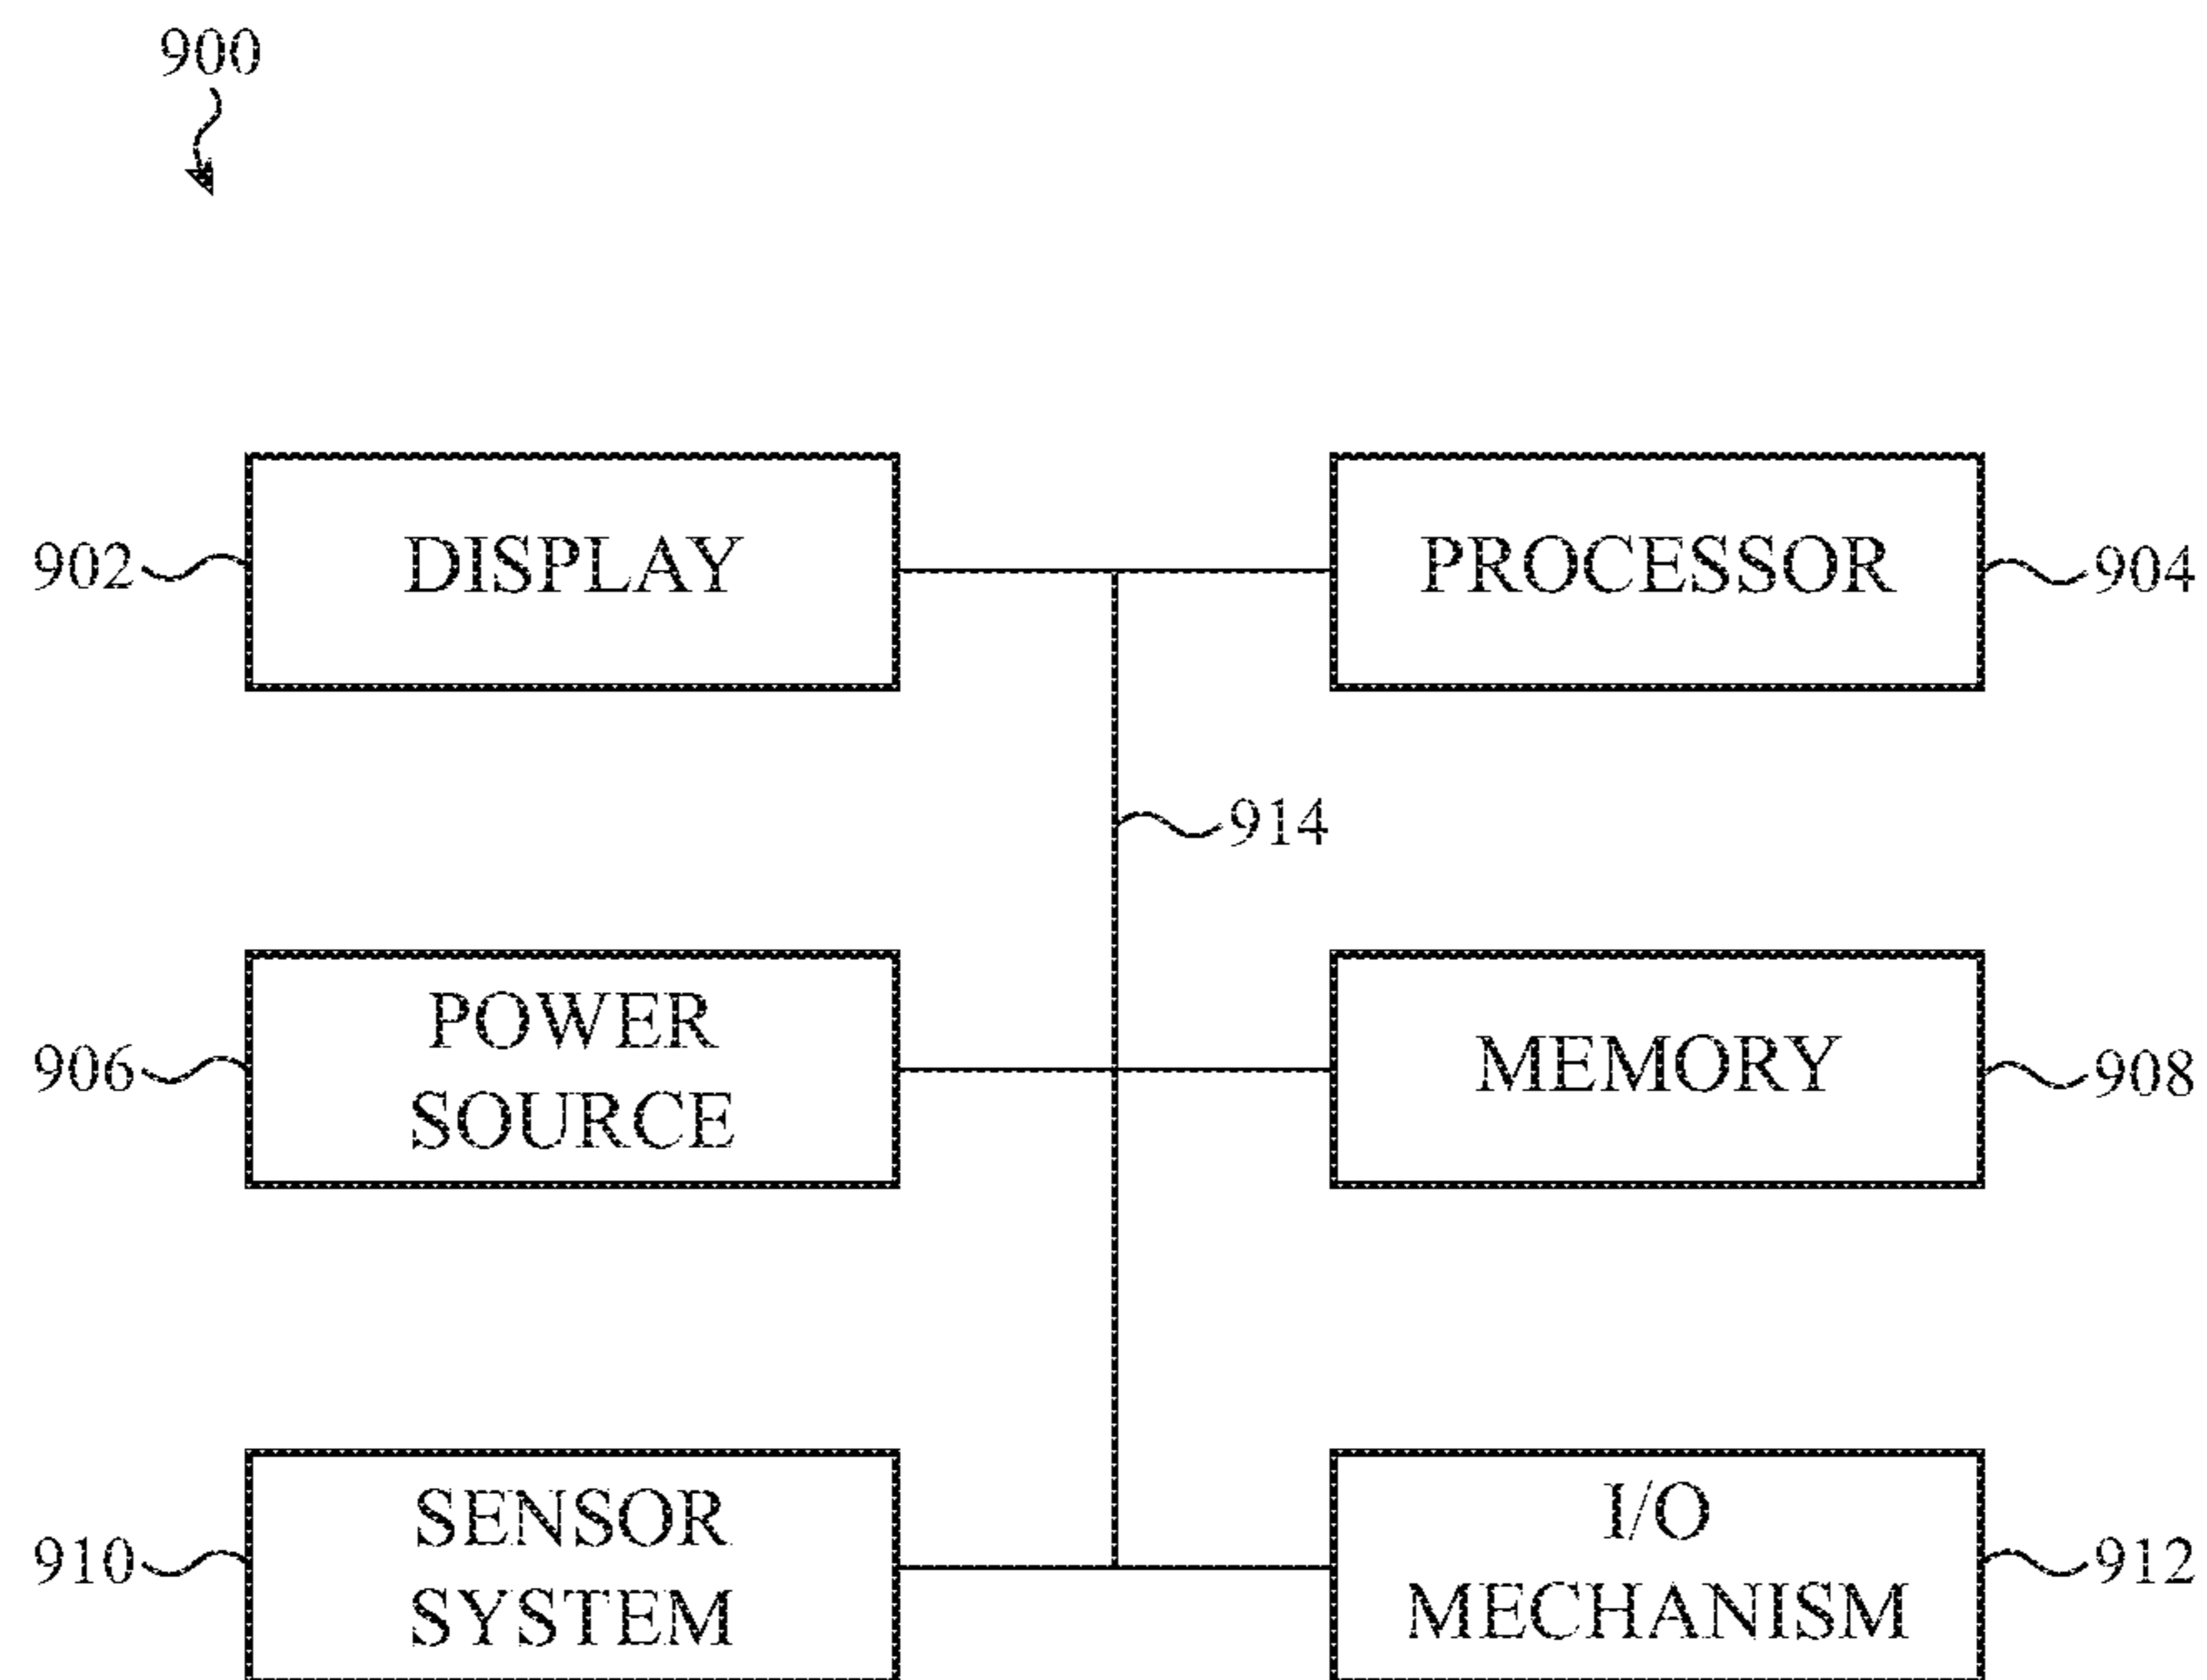 900
902
DISPLAY
PROCESSOR
904
914
906
POWER
SOURCE
MEMORY
908
910
SENSOR
SYSTEM
I/O
MECHANISM
912